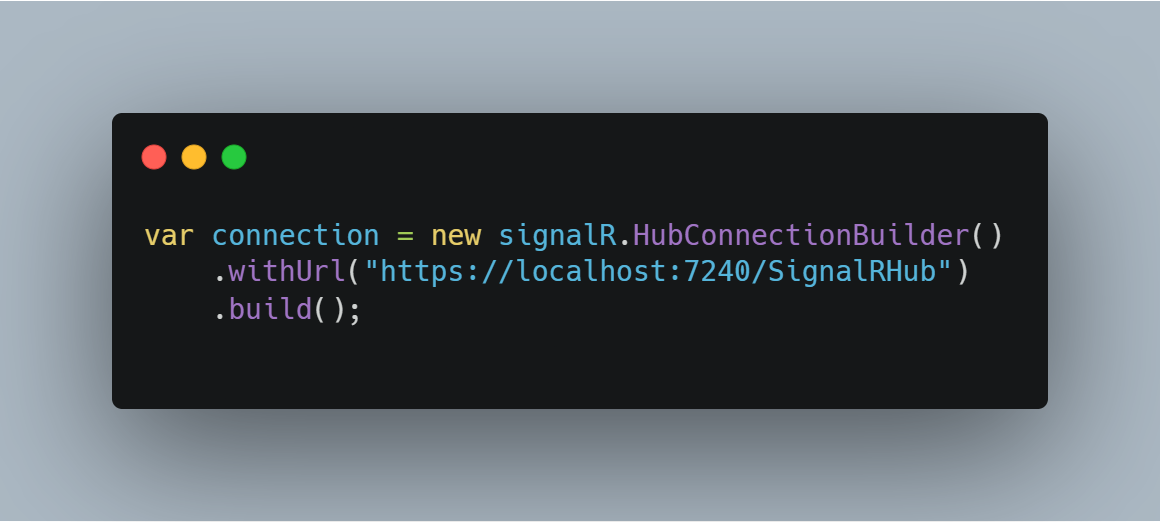 var connection = new signalR.HubConnectionBuilder()
    .withUrl("https://localhost:7240/SignalRHub")
    .build();